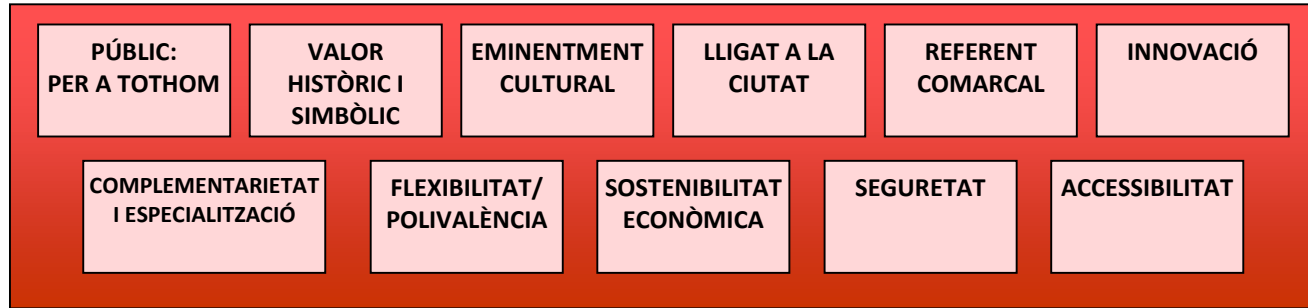 PÚBLIC:
PER A TOTHOM
VALOR
HISTÒRIC I
SIMBÒLIC
EMINENTMENT
CULTURAL
LLIGAT A LA
CIUTAT
REFERENT
COMARCAL
INNOVACIÓ
COMPLEMENTARIETAT
I ESPECIALITZACIÓ
FLEXIBILITAT/
POLIVALÈNCIA
SOSTENIBILITAT
ECONÒMICA
SEGURETAT
ACCESSIBILITAT